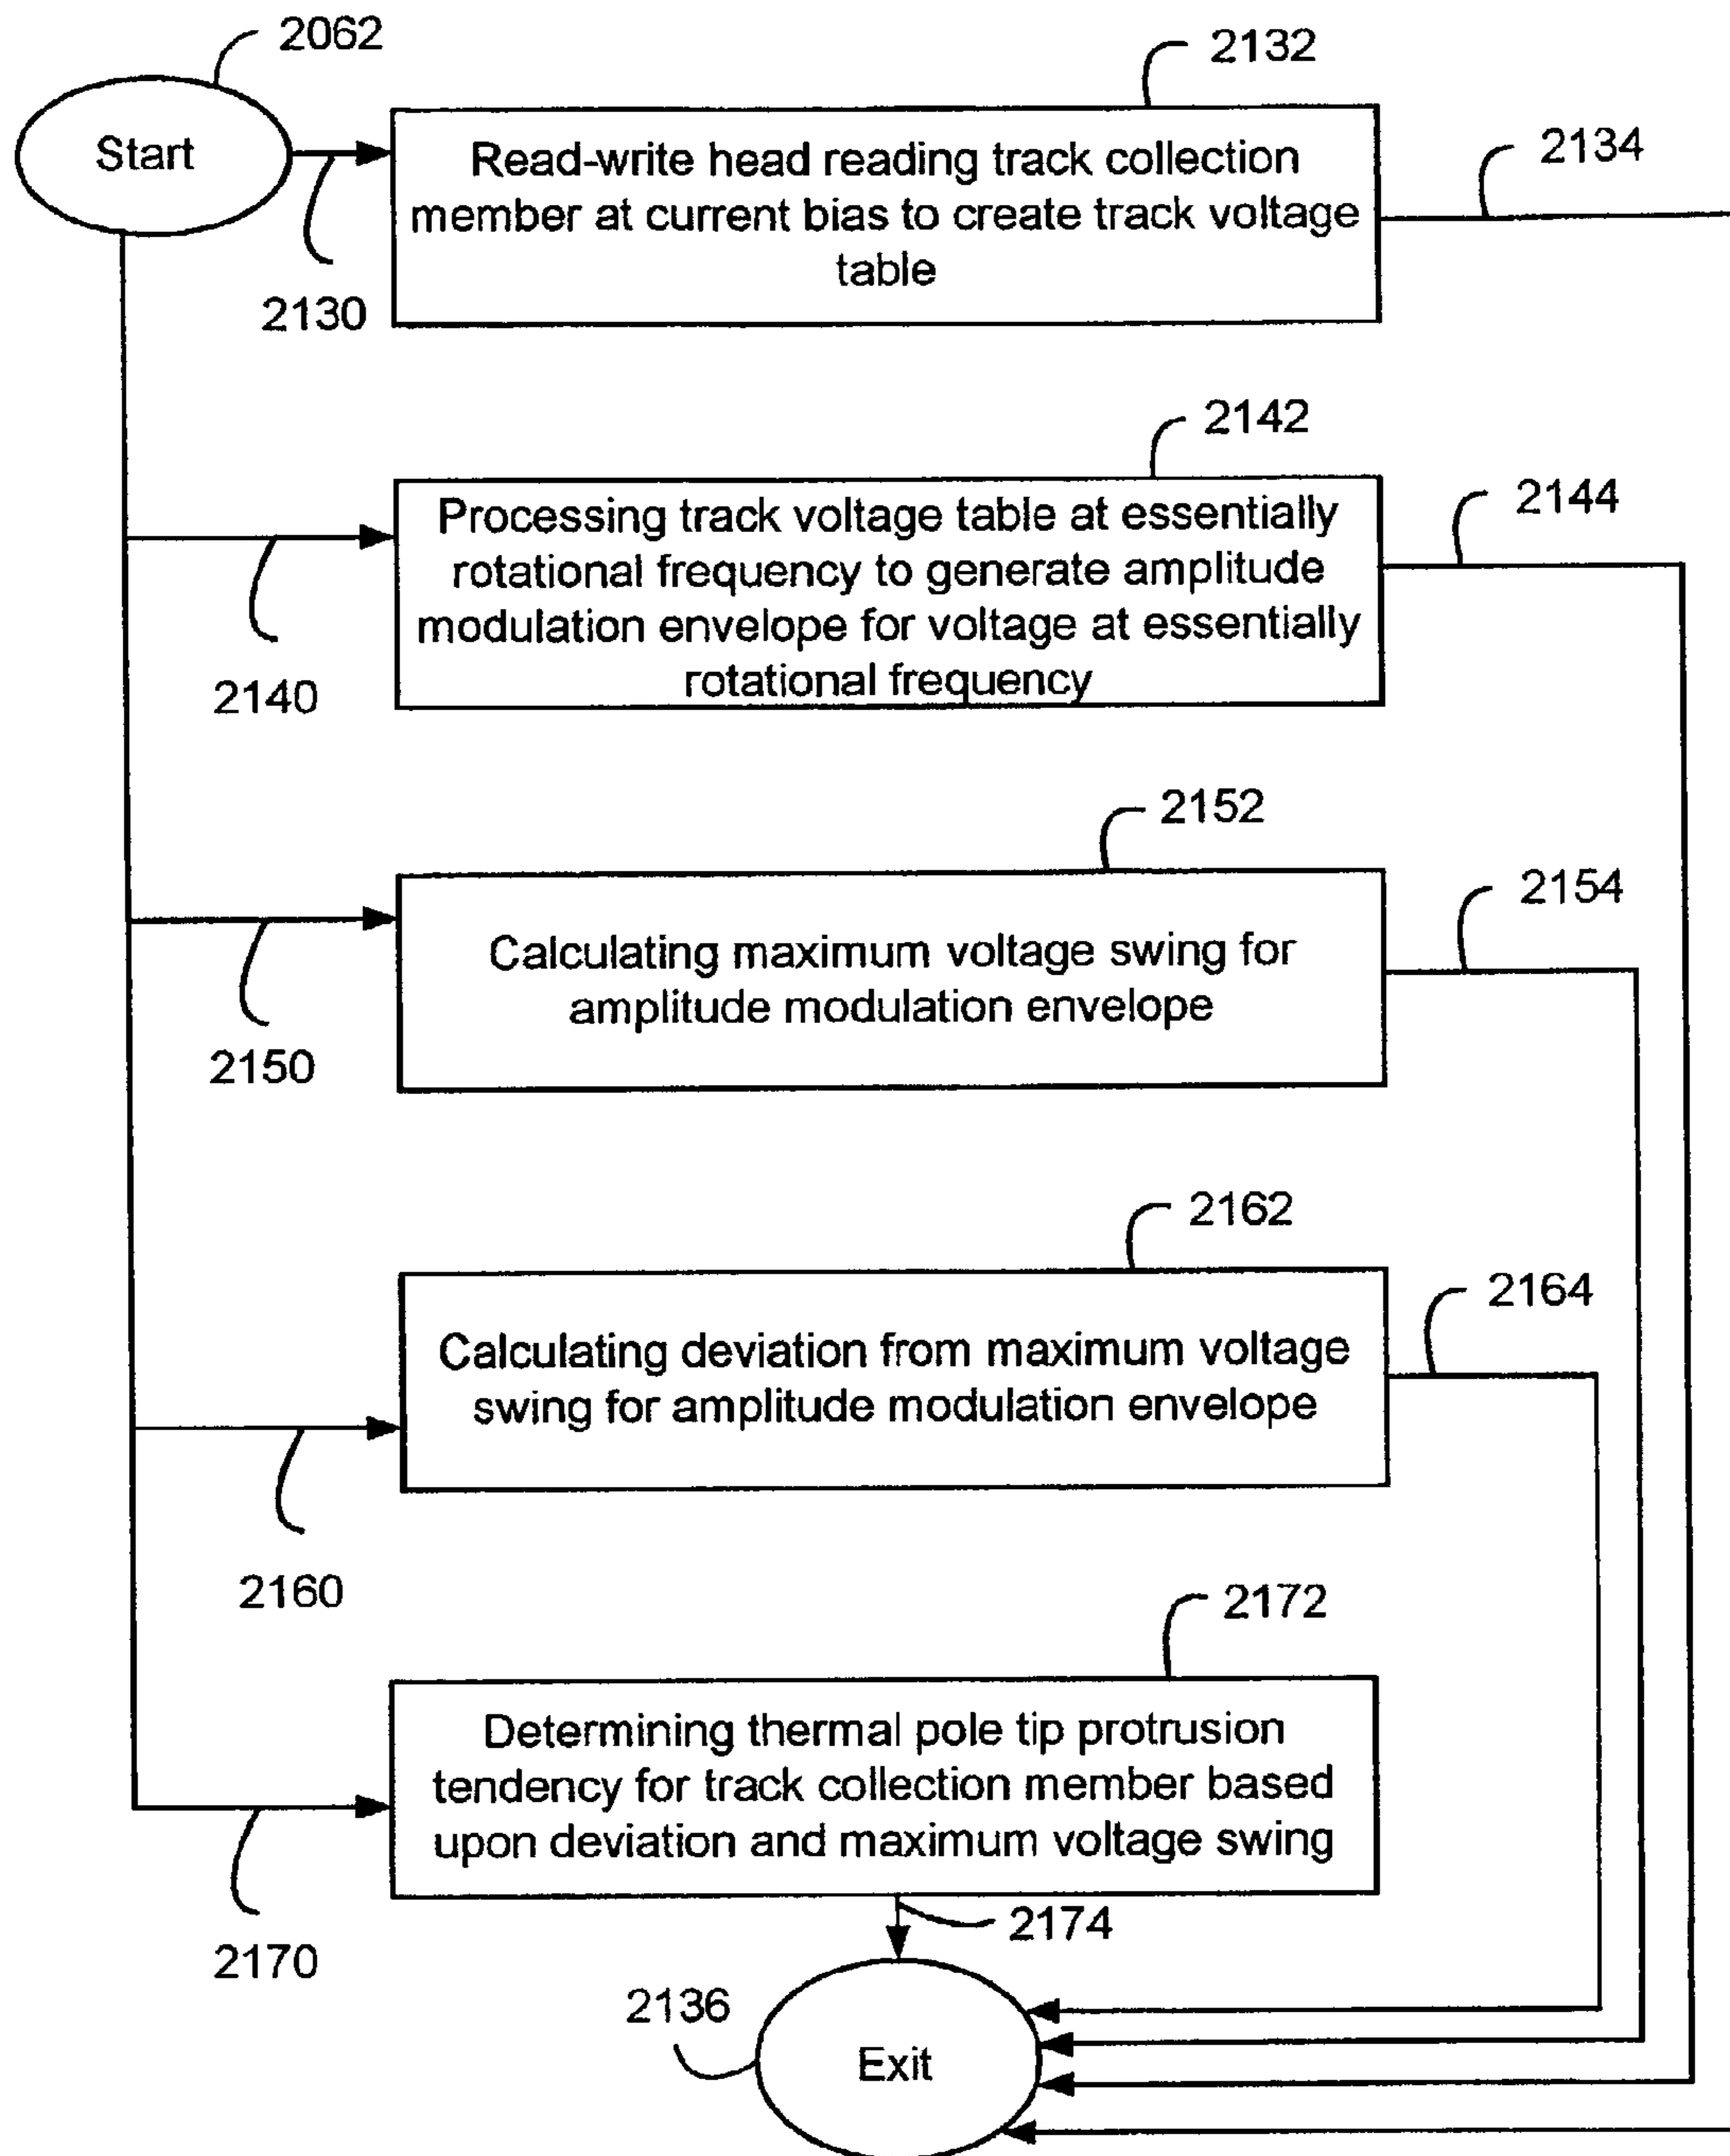 2062
Start
2130
2132
Read-write head reading track collection
member at current bias to create track voltage
table
2134
2142
Processing track voltage table at essentially
rotational frequency to generate amplitude
modulation envelope for voltage at essentially
rotational frequency
2144
2140
2152
Calculating maximum voltage swing for
amplitude modulation envelope
2154
2150
2162
Calculating deviation from maximum voltage
swing for amplitude modulation envelope
2164
2160
2172
Determining thermal pole tip protrusion
tendency for track collection member based
upon deviation and maximum voltage swing
2170
2174
2136
Exit